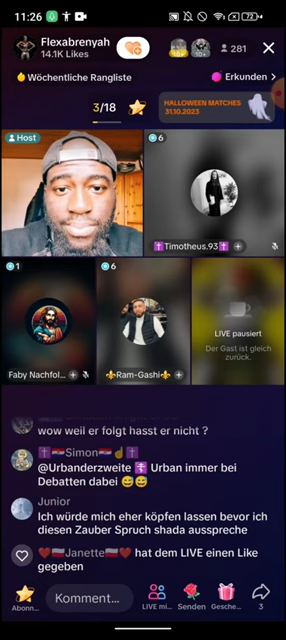 11:26
72
Flexabrenyah
14.1K Likes
281
Wöchentliche Rangliste
Erkunden >
3/18
HALLOWEEN MATCHES
31.10.2023
Host
6
✝️Timotheus.93✝️
1
Faby Nachfol...
6
⚜️Ram-Gashi⚜️
LIVE pausiert
Der Gast ist gleich
zurück.
wow weil er folgt hasst er nicht ?
✝️🇭🇷Simon🇭🇷☝️✝️
@Urbanderzweite ☦️ Urban immer bei
Debatten dabei 😅😅
Junior
Ich würde mich eher köpfen lassen bevor ich
diesen Zauber Spruch shada aussprache
Janette hat dem LIVE einen Like
gegeben
Abonn...
Komment...
LIVE mi...
Senden
Gesche...
3